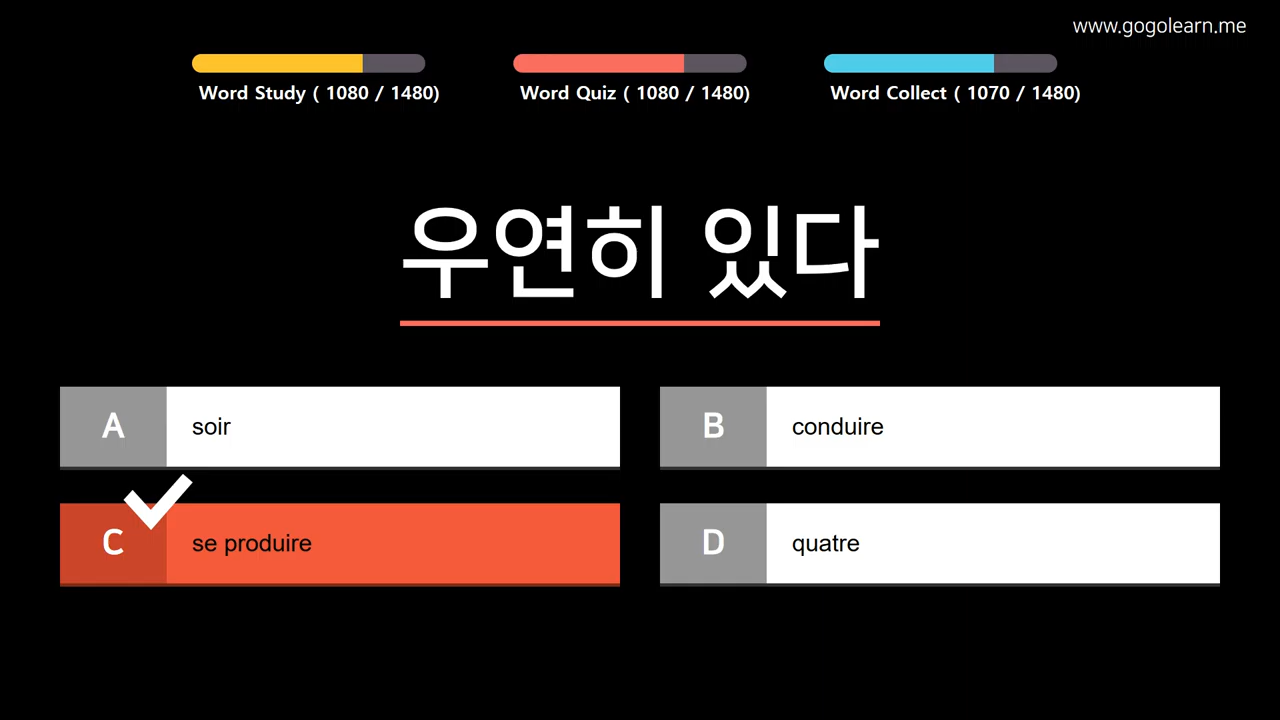 www.gogolearn.me
Word Study ( 1080 / 1480)
Word Quiz ( 1080 / 1480)
Word Collect ( 1070 / 1480)
우연히 있다
A soir
B conduire
C se produire
D quatre